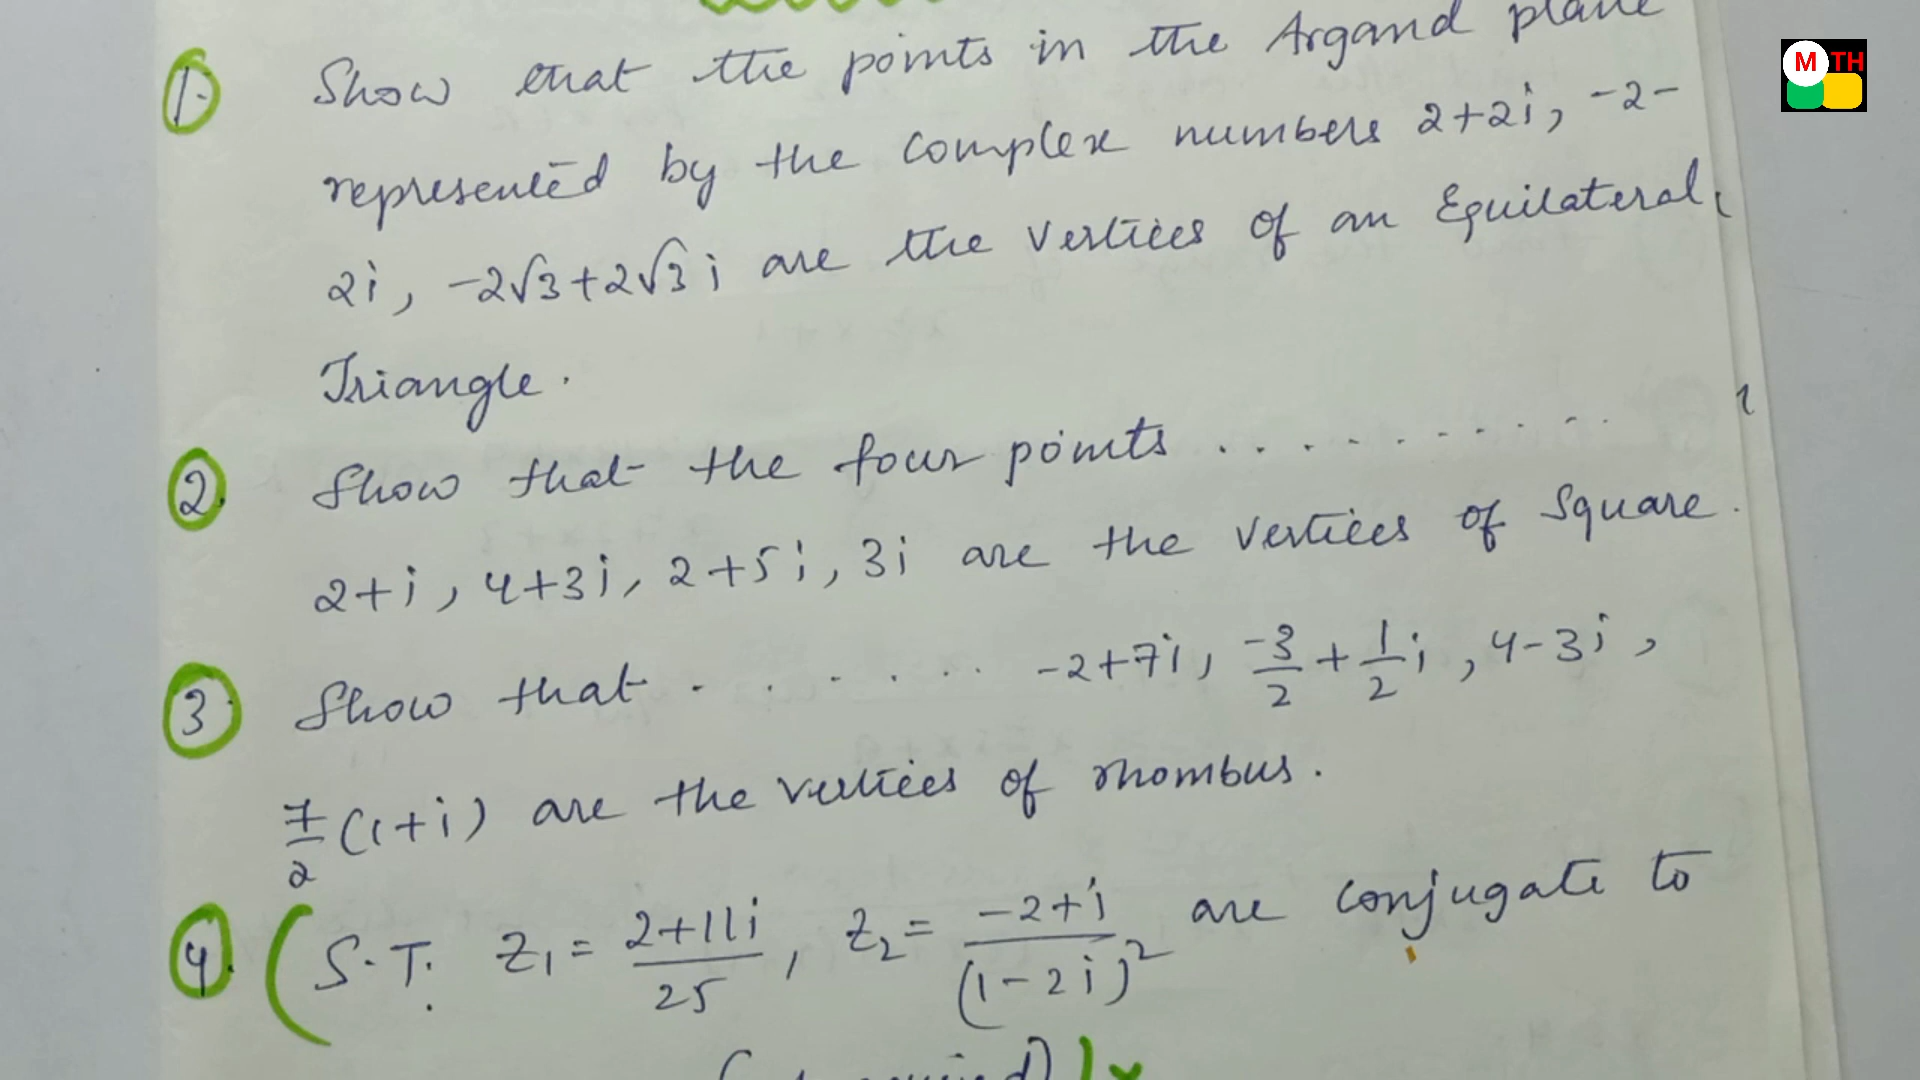 1. Show that the points in the Argand plane
represented by the complex numbers 2+2i, -2-
2i, -2√3+2√3i are the vertices of an Equilateral
Triangle.
2. Show that the four points ..........
2+i, 4+3i, 2+5i, 3i are the vertices of Square.
3. Show that ....... -2+7i, -3/2 + 1/2 i, 4-3i,
7/2 (1+i) are the vertices of rhombus.
4. ( S.T. Z₁ = 2+11i/25, Z₂ = -2+i/(1-2i)² are conjugate to
M TH